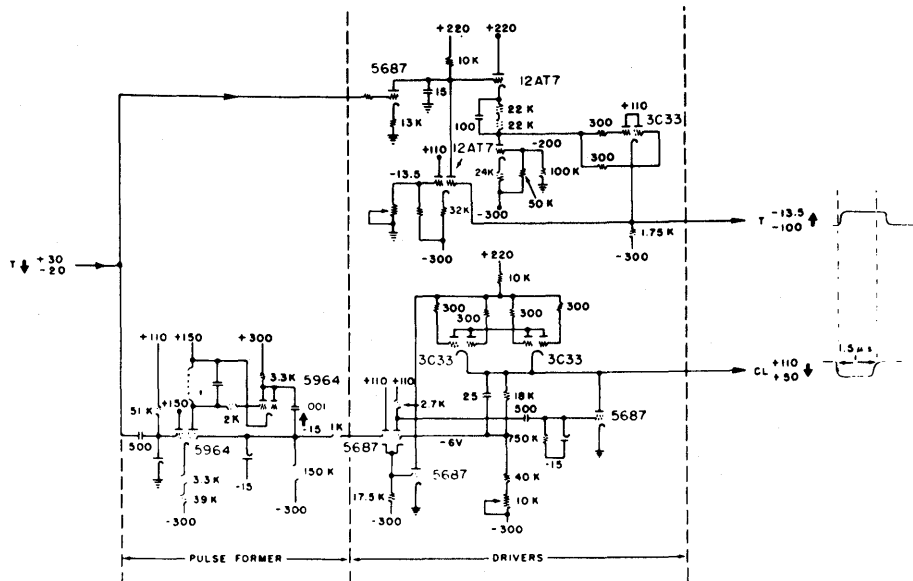 +220 +220
10K
5687
12AT7
15
13K
22K
22K
100
+110
3C33
300
300
+110 12AT7
-200
-13.5
24K
100K
50K
32K
-300
-300
1.75K
-300
T -13.5
-100
T +30
-20
+220
10K
300 300
300 300
3C33 3C33
1.5μs
CL +110
+50
+110 +150 +300
3.3K 5964
+150
51K
2K
001
-15
500
5964
1K
-15
150K
3.3K
39K
-300
-300
+110 +110
2.7K
25
18K
500
5687
-6V
5687
5687
750K
-15
17.5K
-300
40K
10K
-300
PULSE FORMER
DRIVERS